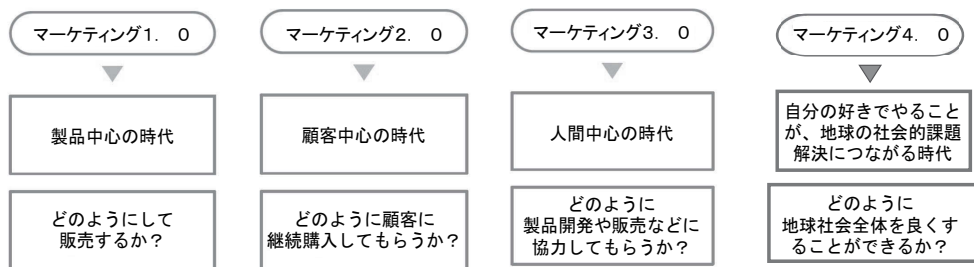 マーケティング1.0
製品中心の時代
どのようにして
販売するか?
マーケティング2.0
顧客中心の時代
どのように顧客に
継続購入してもらうか?
マーケティング3.0
人間中心の時代
どのように
製品開発や販売などに
協力してもらうか?
マーケティング4.0
自分の好きでやること
が、地球の社会的課題
解決につながる時代
どのように
地球社会全体を良くす
ることができるか?